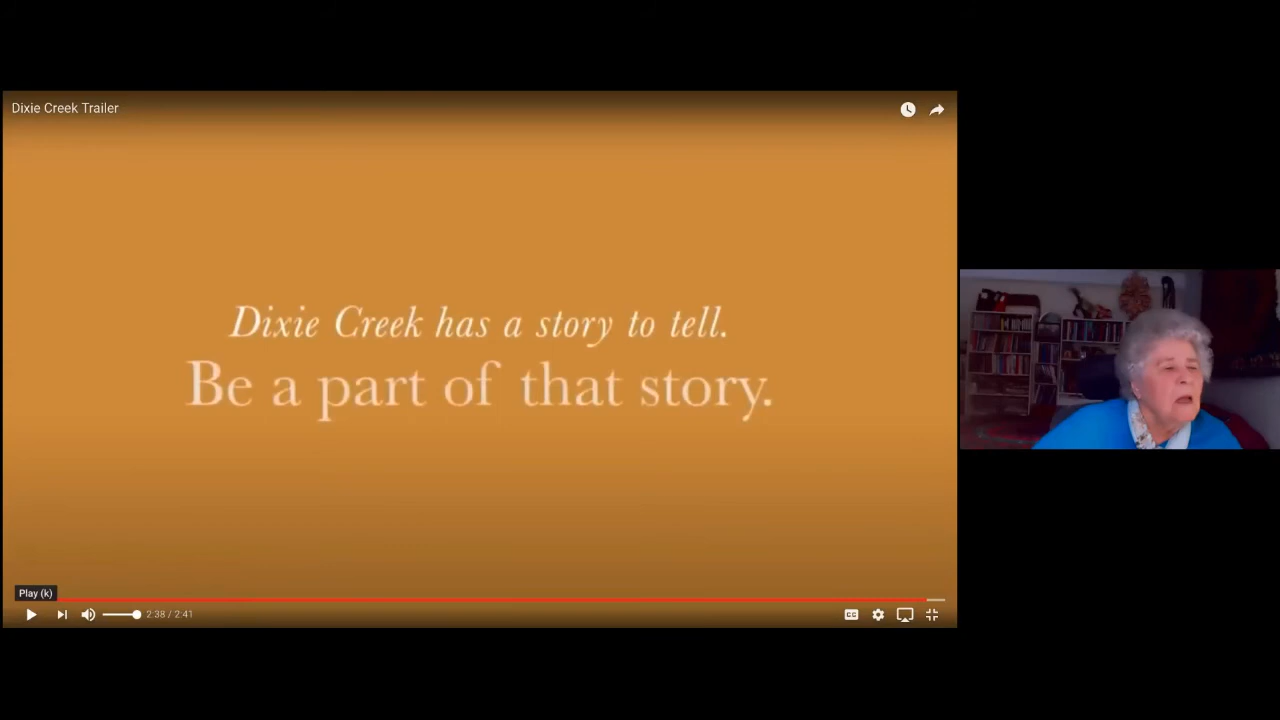 Dixie Creek Trailer
Dixie Creek has a story to tell.
Be a part of that story.
Play (k)
2:38 / 2:41
CC